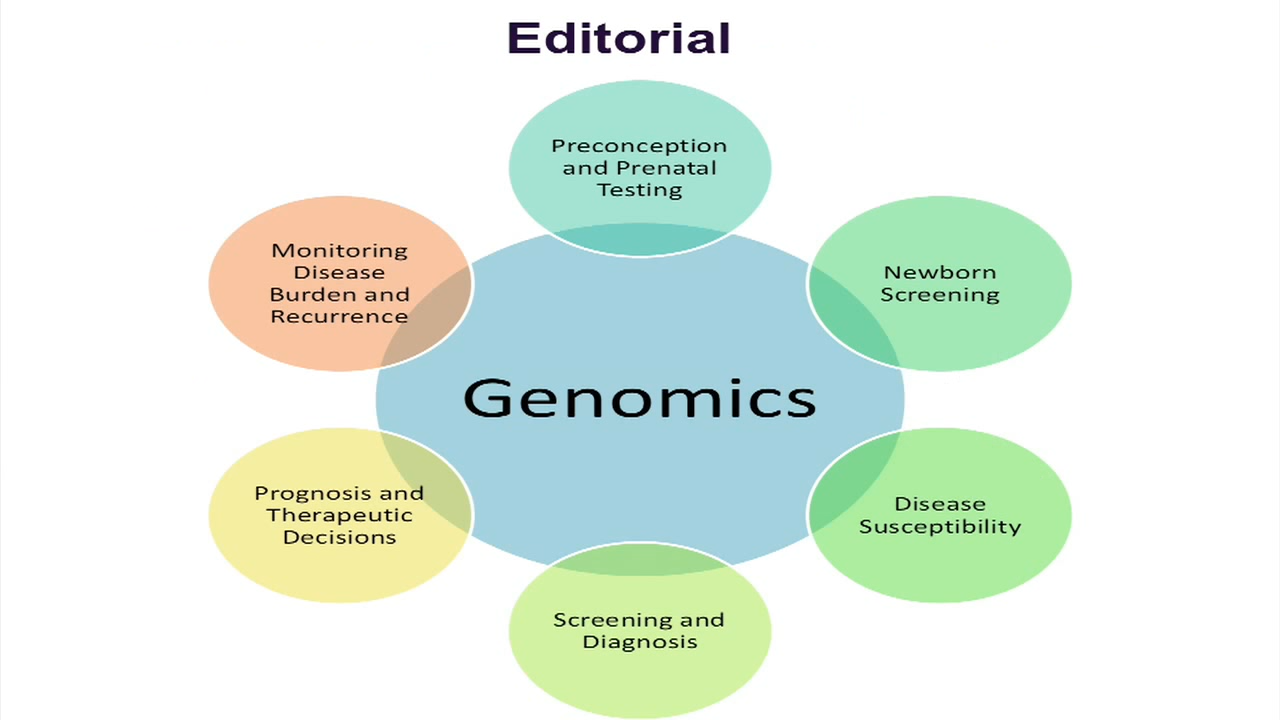 Editorial
Preconception
and Prenatal
Testing
Newborn
Screening
Disease
Susceptibility
Screening and
Diagnosis
Prognosis and
Therapeutic
Decisions
Monitoring
Disease
Burden and
Recurrence
Genomics